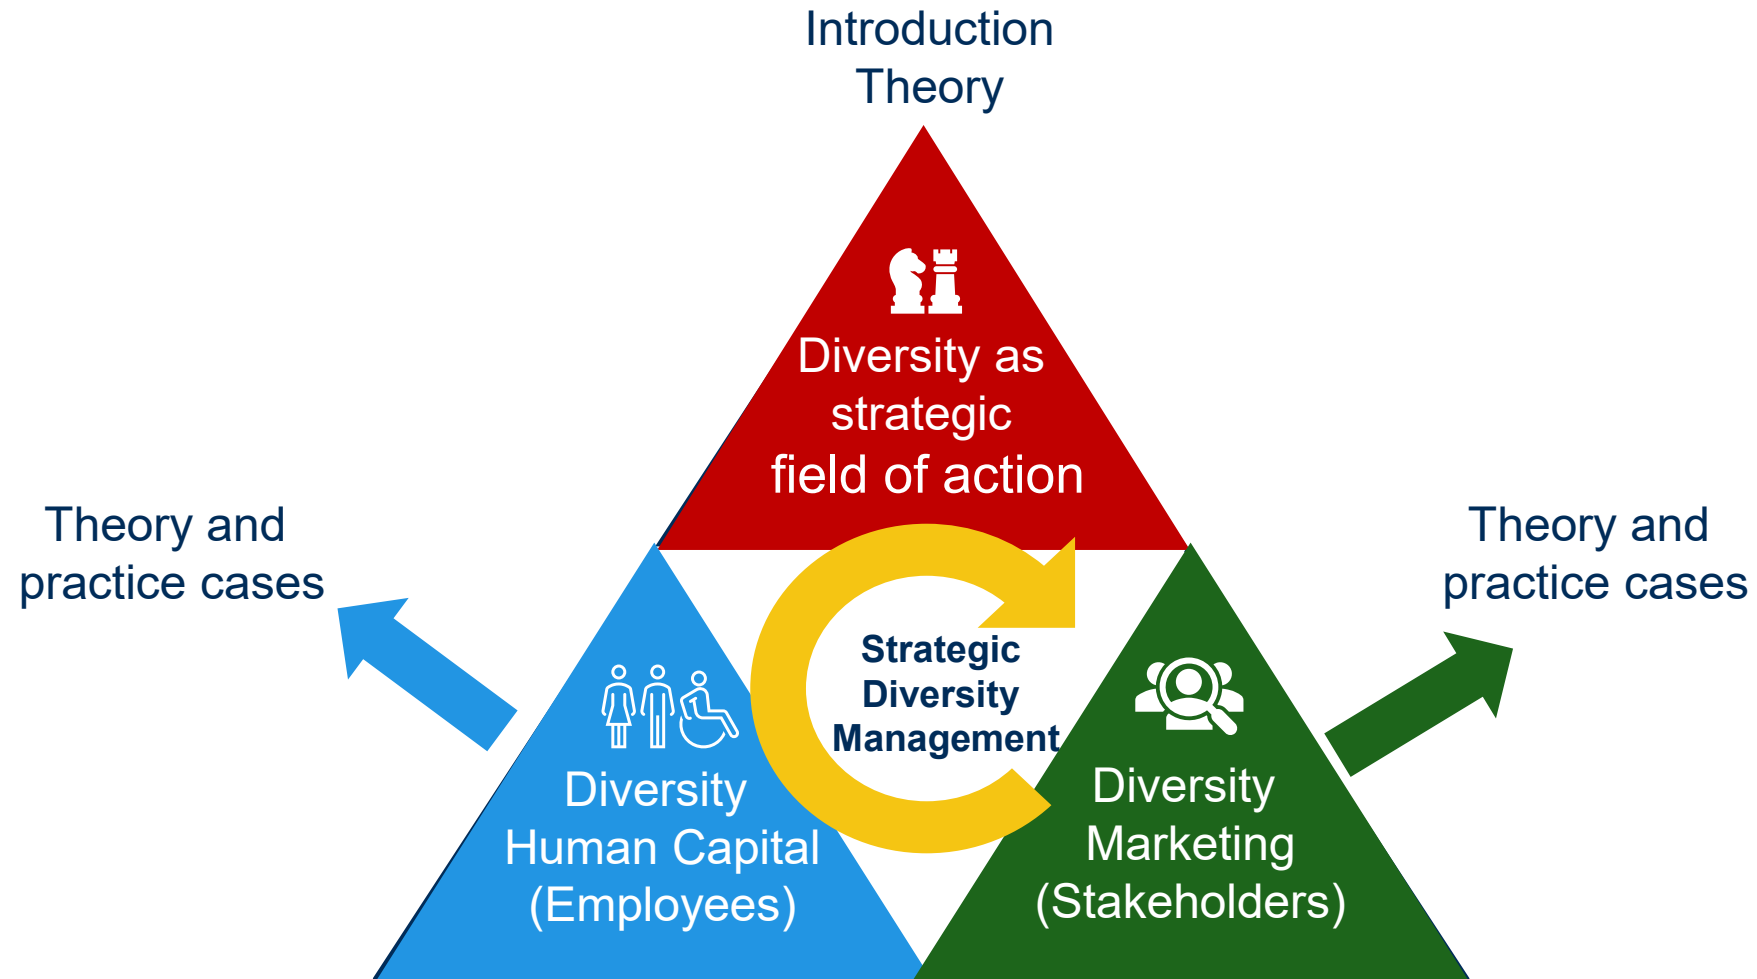 Introduction
Theory
Diversity as
strategic
field of action
Theory and
practice cases
Theory and
practice cases
Strategic
Diversity
Management
Diversity
Human Capital
(Employees)
Diversity
Marketing
(Stakeholders)